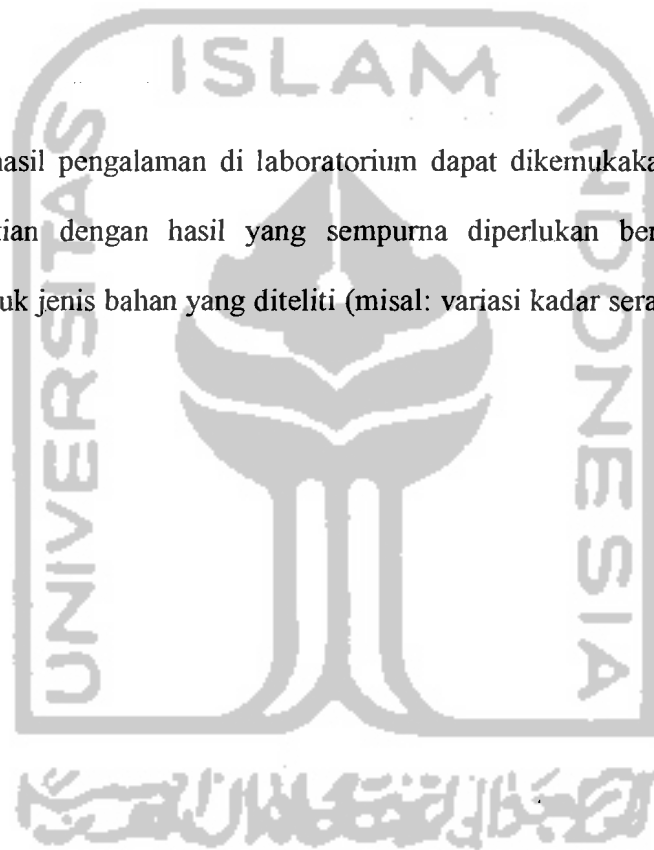 ISLAM
UNIVERSITAS
INDONESIA
hasil pengalaman di laboratorium dapat dikemukaka
tian dengan hasil yang sempurna diperlukan ber
uk jenis bahan yang diteliti (misal: variasi kadar sera